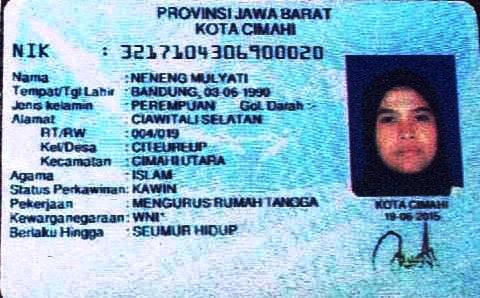 PROVINSI JAWA BARAT
KOTA CIMAHI
NIK : 3217104306900020
Nama : NENENG MULYATI
Tempat/Tgl Lahir : BANDUNG, 03-06-1990
Jenis kelamin : PEREMPUAN Gol. Darah :-
Alamat : CIAWITALI SELATAN
RT/RW : 004/019
Kel/Desa : CITEUREUP
Kecamatan : CIMAHI UTARA
Agama : ISLAM
Status Perkawinan: KAWIN
Pekerjaan : MENGURUS RUMAH TANGGA
Kewarganegaraan: WNI
Berlaku Hingga : SEUMUR HIDUP
KOTA CIMAHI
19-06-2015